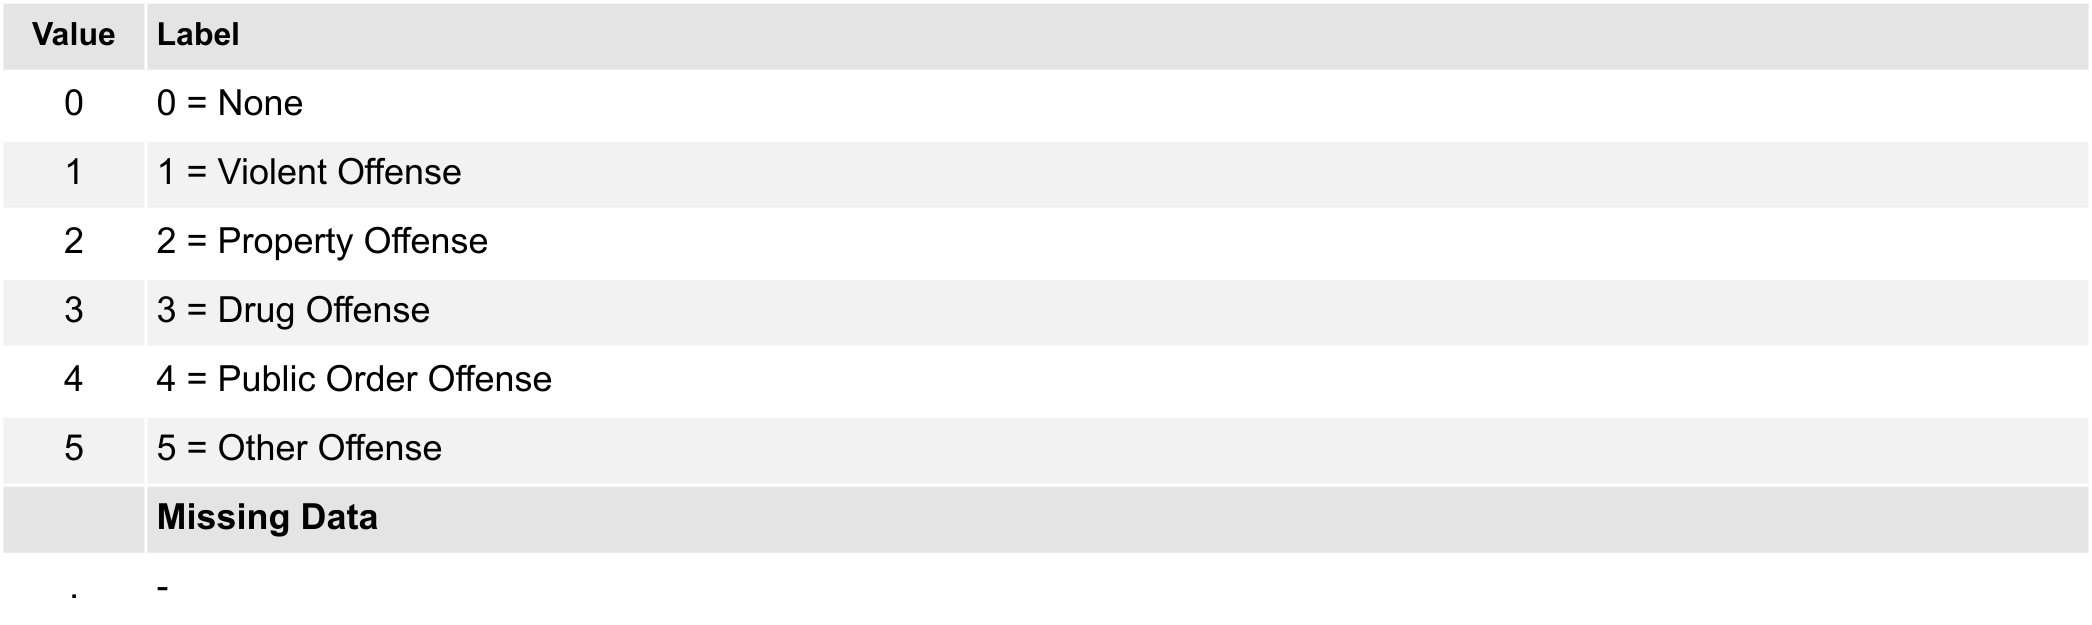 Value Label
0 0 = None
1 1 = Violent Offense
2 2 = Property Offense
3 3 = Drug Offense
4 4 = Public Order Offense
5 5 = Other Offense
Missing Data
. -